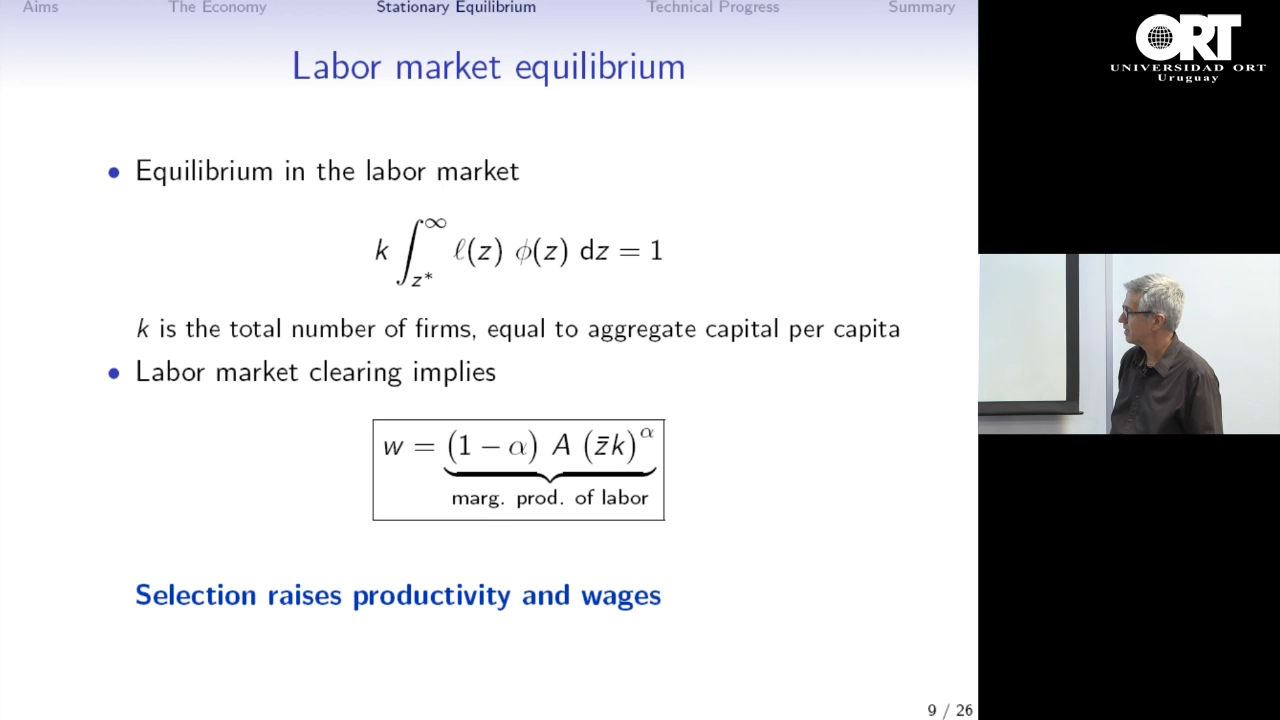 Aims The Economy Stationary Equilibrium Technical Progress Summary
Labor market equilibrium
• Equilibrium in the labor market
k ∫_{z*}^{∞} ℓ(z) ϕ(z) dz = 1
k is the total number of firms, equal to aggregate capital per capita
• Labor market clearing implies
w = (1 − α) A (z̄k)^α
marg. prod. of labor
Selection raises productivity and wages
9 / 26
ORT
UNIVERSIDAD ORT
Uruguay